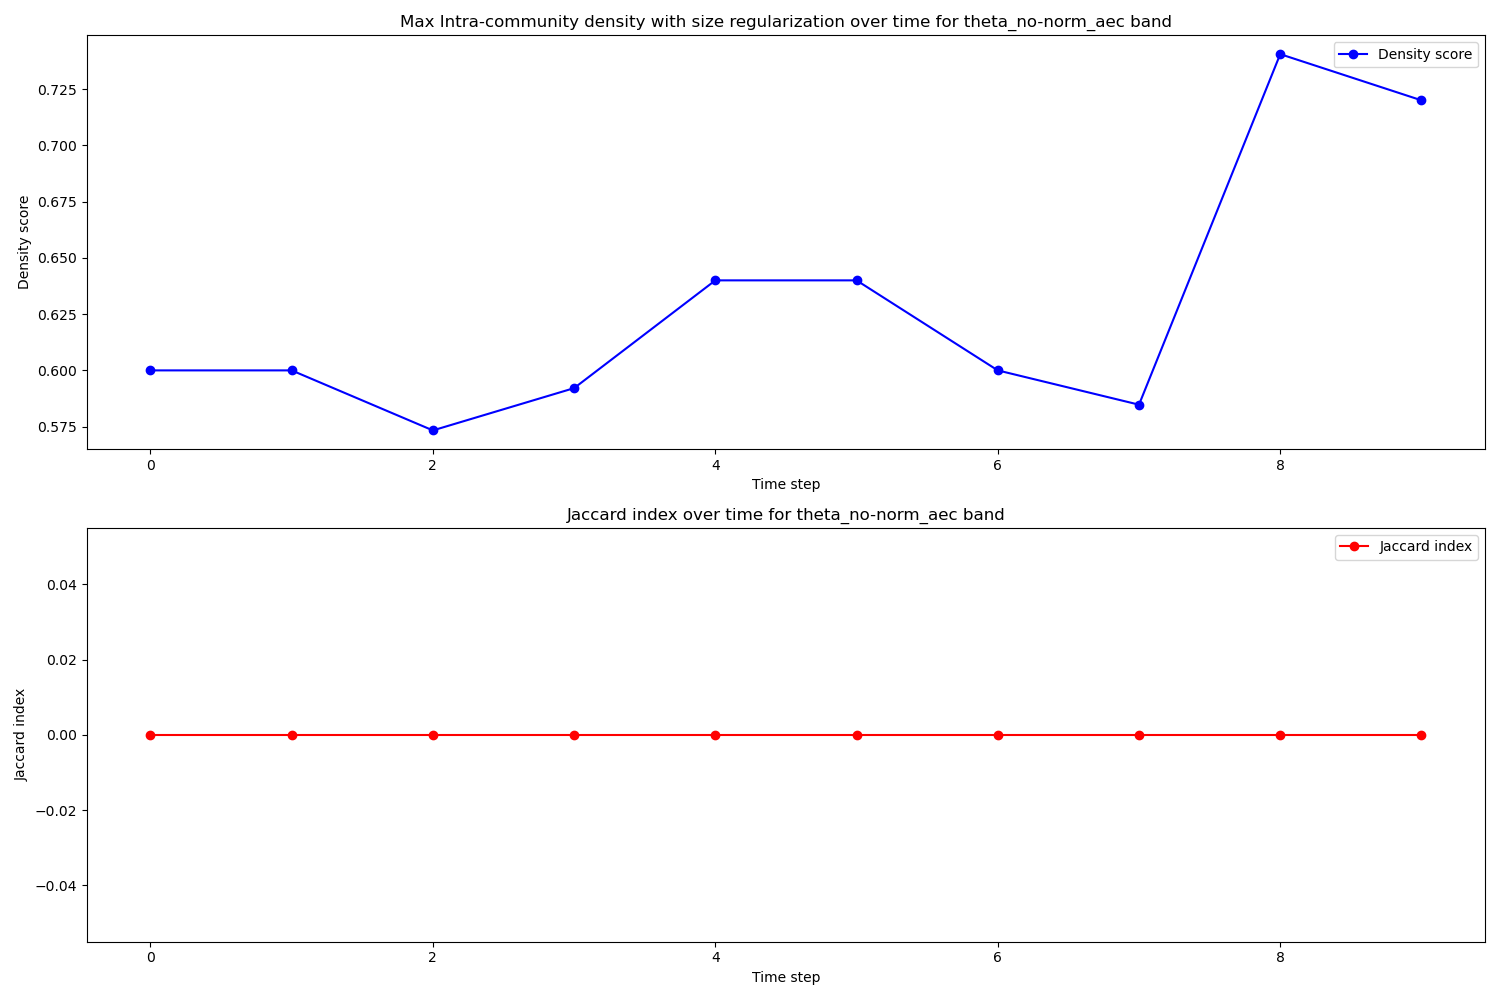 Max Intra-community density with size regularization over time for theta_no-norm_aec band
Density score
0.725
0.700
0.675
0.650
0.625
0.600
0.575
Density score
0 2 4 6 8
Time step
Jaccard index over time for theta_no-norm_aec band
Jaccard index
0.04
0.02
0.00
−0.02
−0.04
Jaccard index
0 2 4 6 8
Time step